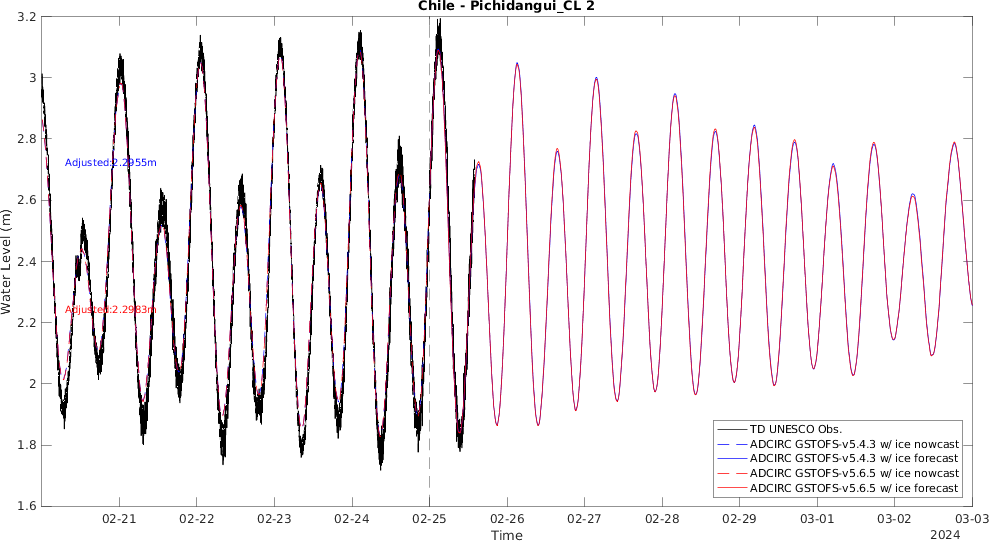 Chile - Pichidangui_CL 2
3.2
3
2.8
2.6
2.4
2.2
2
1.8
1.6
Water Level (m)
Adjusted:2.2955m
Adjusted:2.2983m
TD UNESCO Obs.
ADCIRC GSTOFS-v5.4.3 w/ ice nowcast
ADCIRC GSTOFS-v5.4.3 w/ ice forecast
ADCIRC GSTOFS-v5.6.5 w/ ice nowcast
ADCIRC GSTOFS-v5.6.5 w/ ice forecast
02-21 02-22 02-23 02-24 02-25 02-26 02-27 02-28 02-29 03-01 03-02 03-03
Time
2024